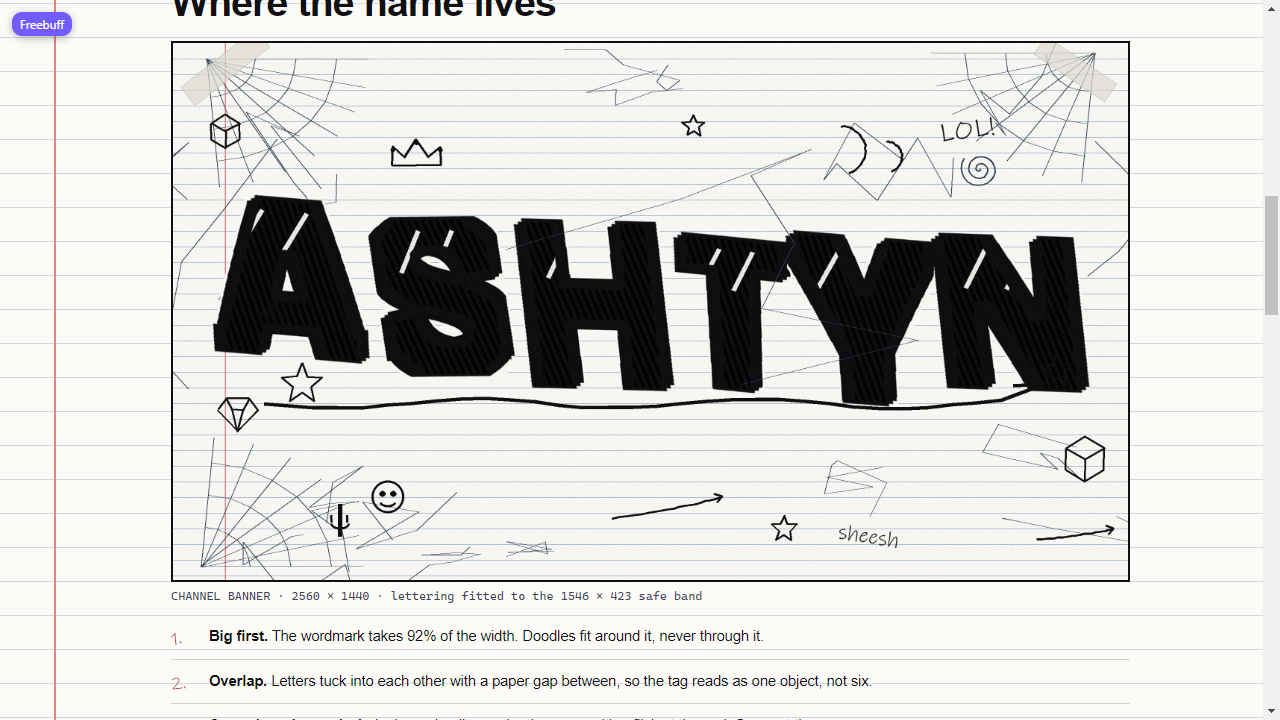 Where the name lives
Freebuff
LOL!
ASHTYN
sheesh
CHANNEL BANNER · 2560 × 1440 · lettering fitted to the 1546 × 423 safe band
1. Big first. The wordmark takes 92% of the width. Doodles fit around it, never through it.
2. Overlap. Letters tuck into each other with a paper gap between, so the tag reads as one object, not six.